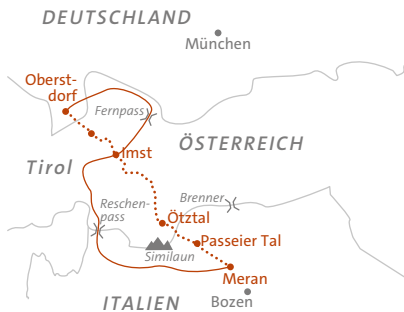 DEUTSCHLAND
München
Oberst-
dorf
Fernpass
ÖSTERREICH
Imst
Tirol
Brenner
Reschen-
pass
Ötztal
Passeier Tal
Similaun
Meran
ITALIEN
Bozen